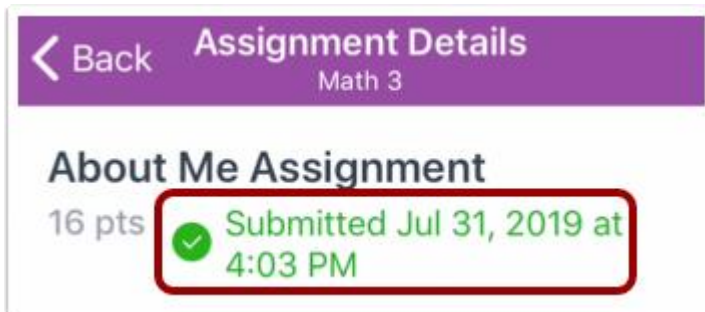 Back
Assignment Details
Math 3
About Me Assignment
16 pts
Submitted Jul 31, 2019 at
4:03 PM